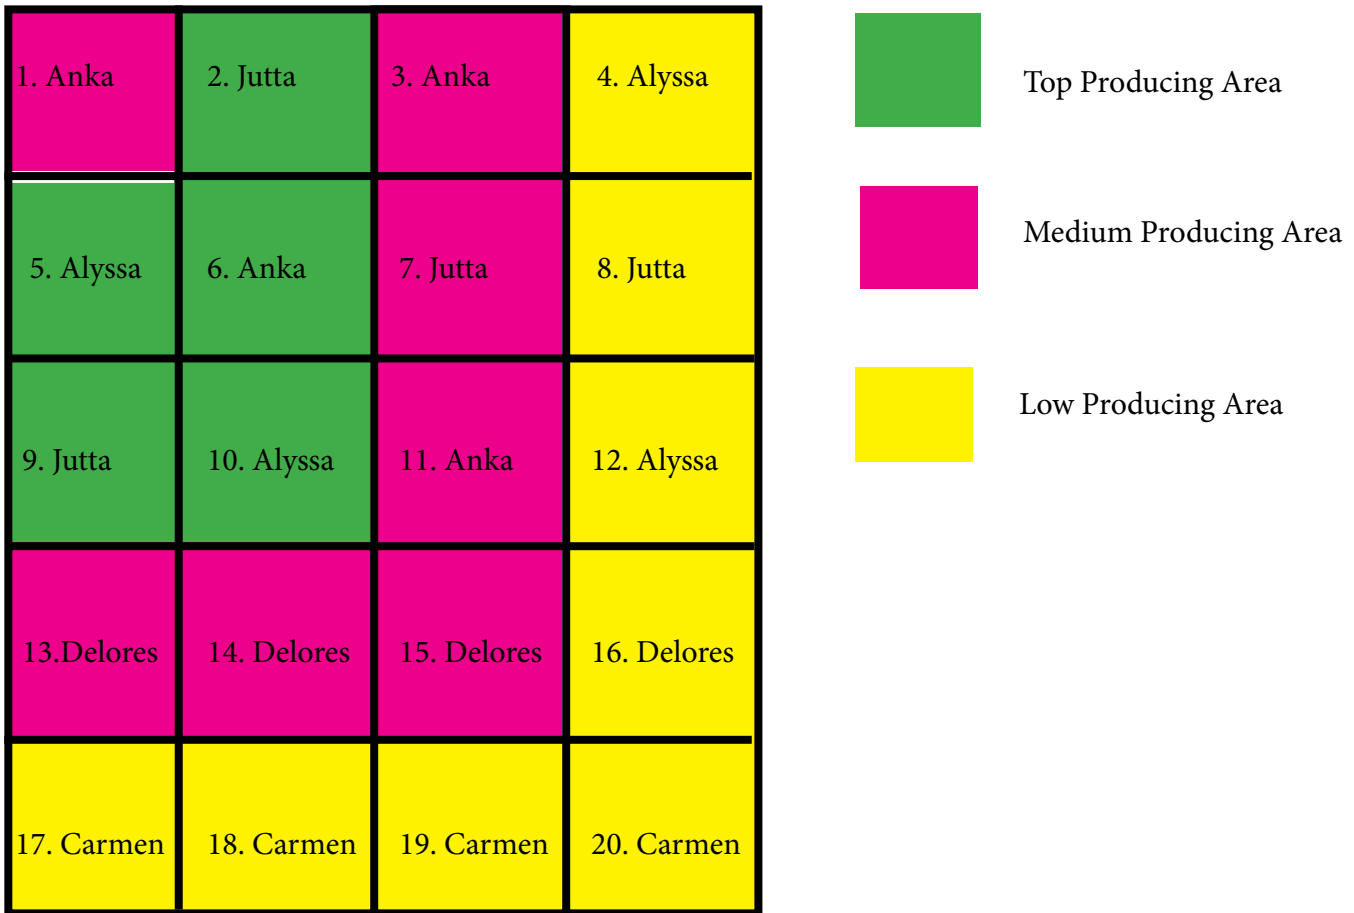 1. Anka
2. Jutta
3. Anka
4. Alyssa
5. Alyssa
6. Anka
7. Jutta
8. Jutta
9. Jutta
10. Alyssa
11. Anka
12. Alyssa
13.Delores
14. Delores
15. Delores
16. Delores
17. Carmen
18. Carmen
19. Carmen
20. Carmen
Top Producing Area
Medium Producing Area
Low Producing Area